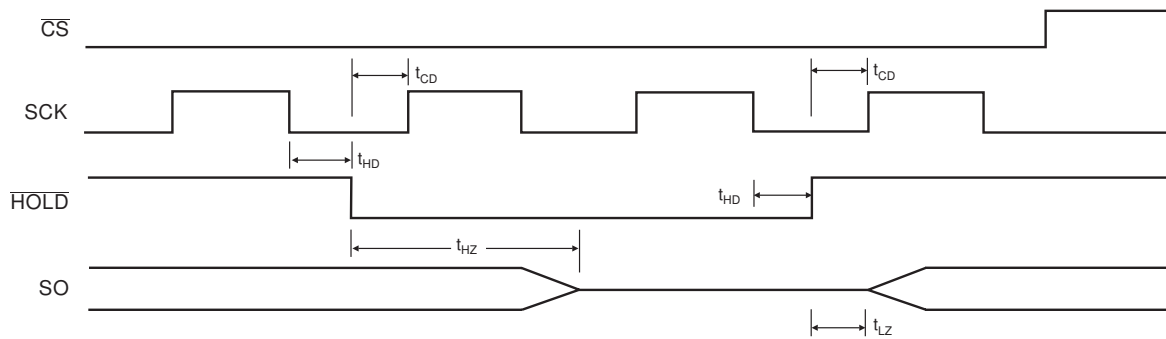 CS
t_CD
t_CD
SCK
t_HD
HOLD
t_HD
t_HZ
SO
t_LZ